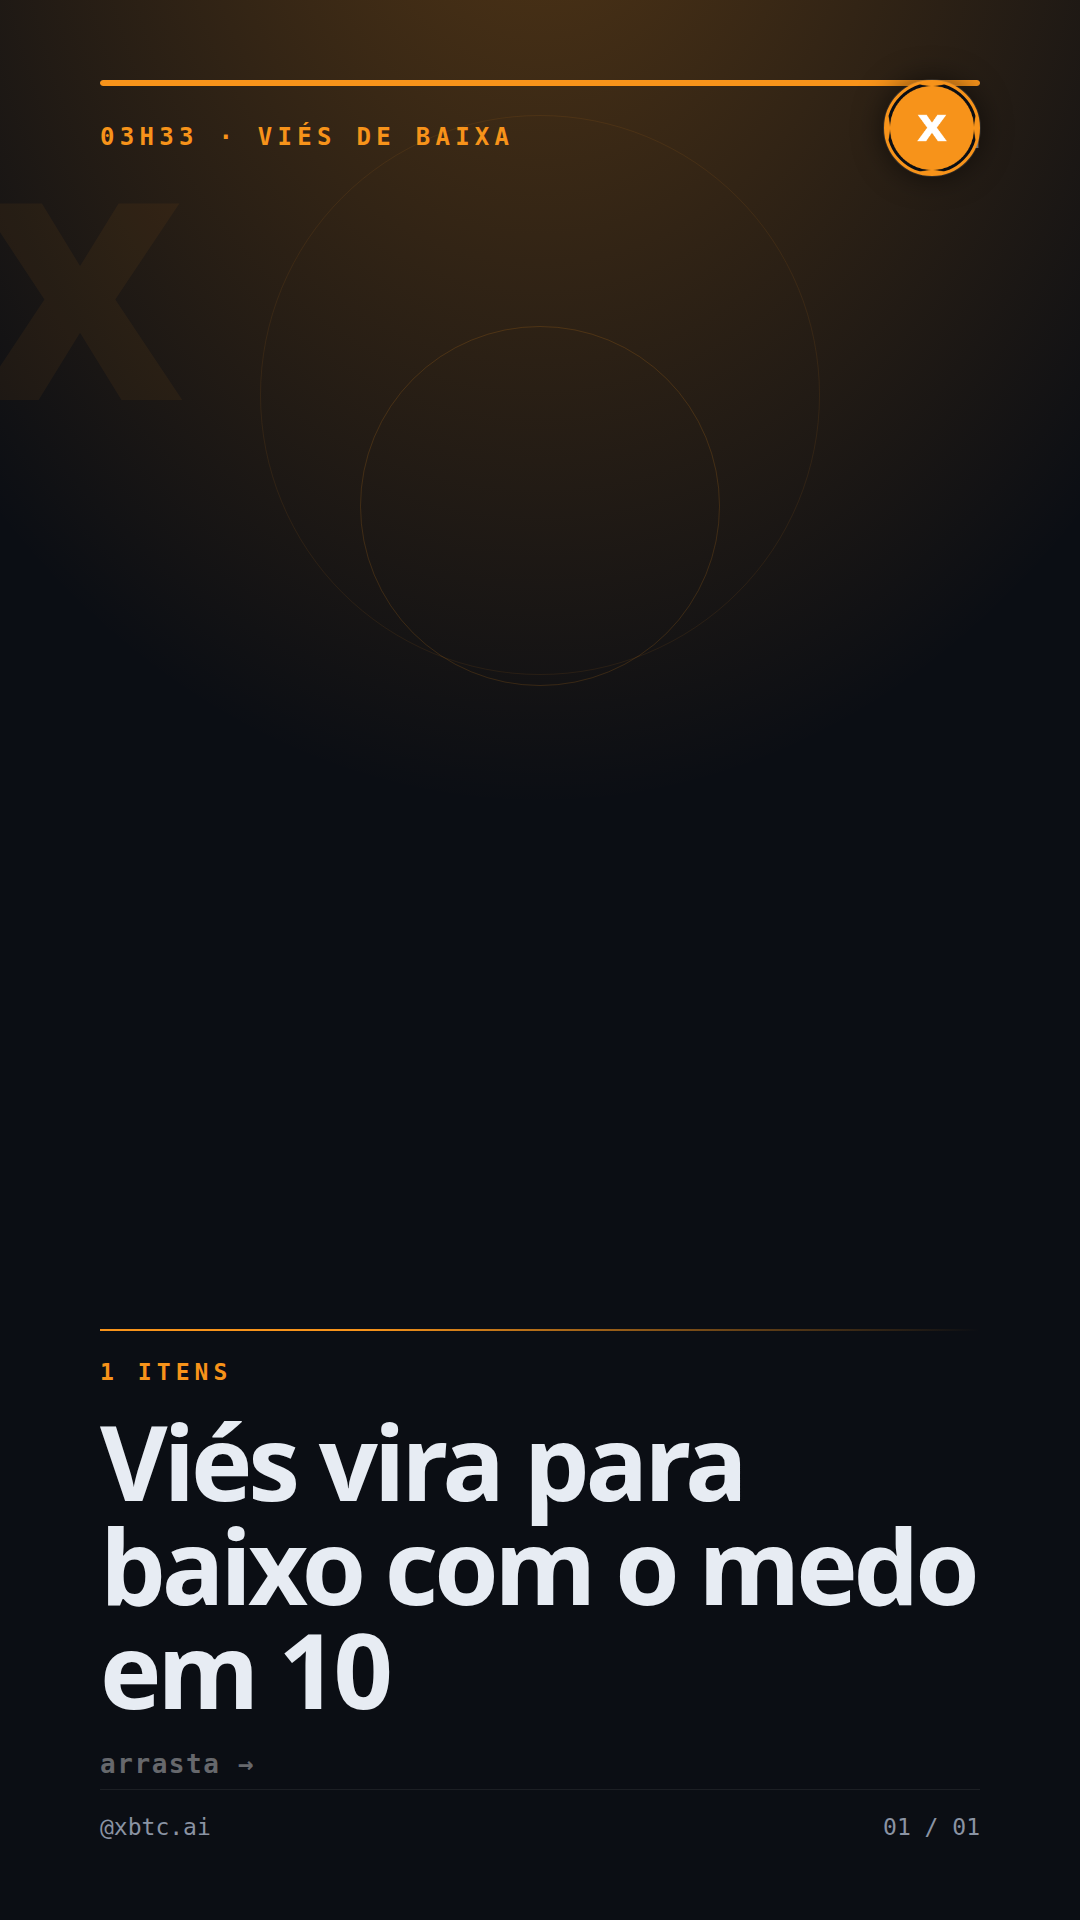 03H33 · VIÉS DE BAIXA
x
x
1 ITENS
Viés vira para
baixo com o medo
em 10
arrasta →
@xbtc.ai
01 / 01